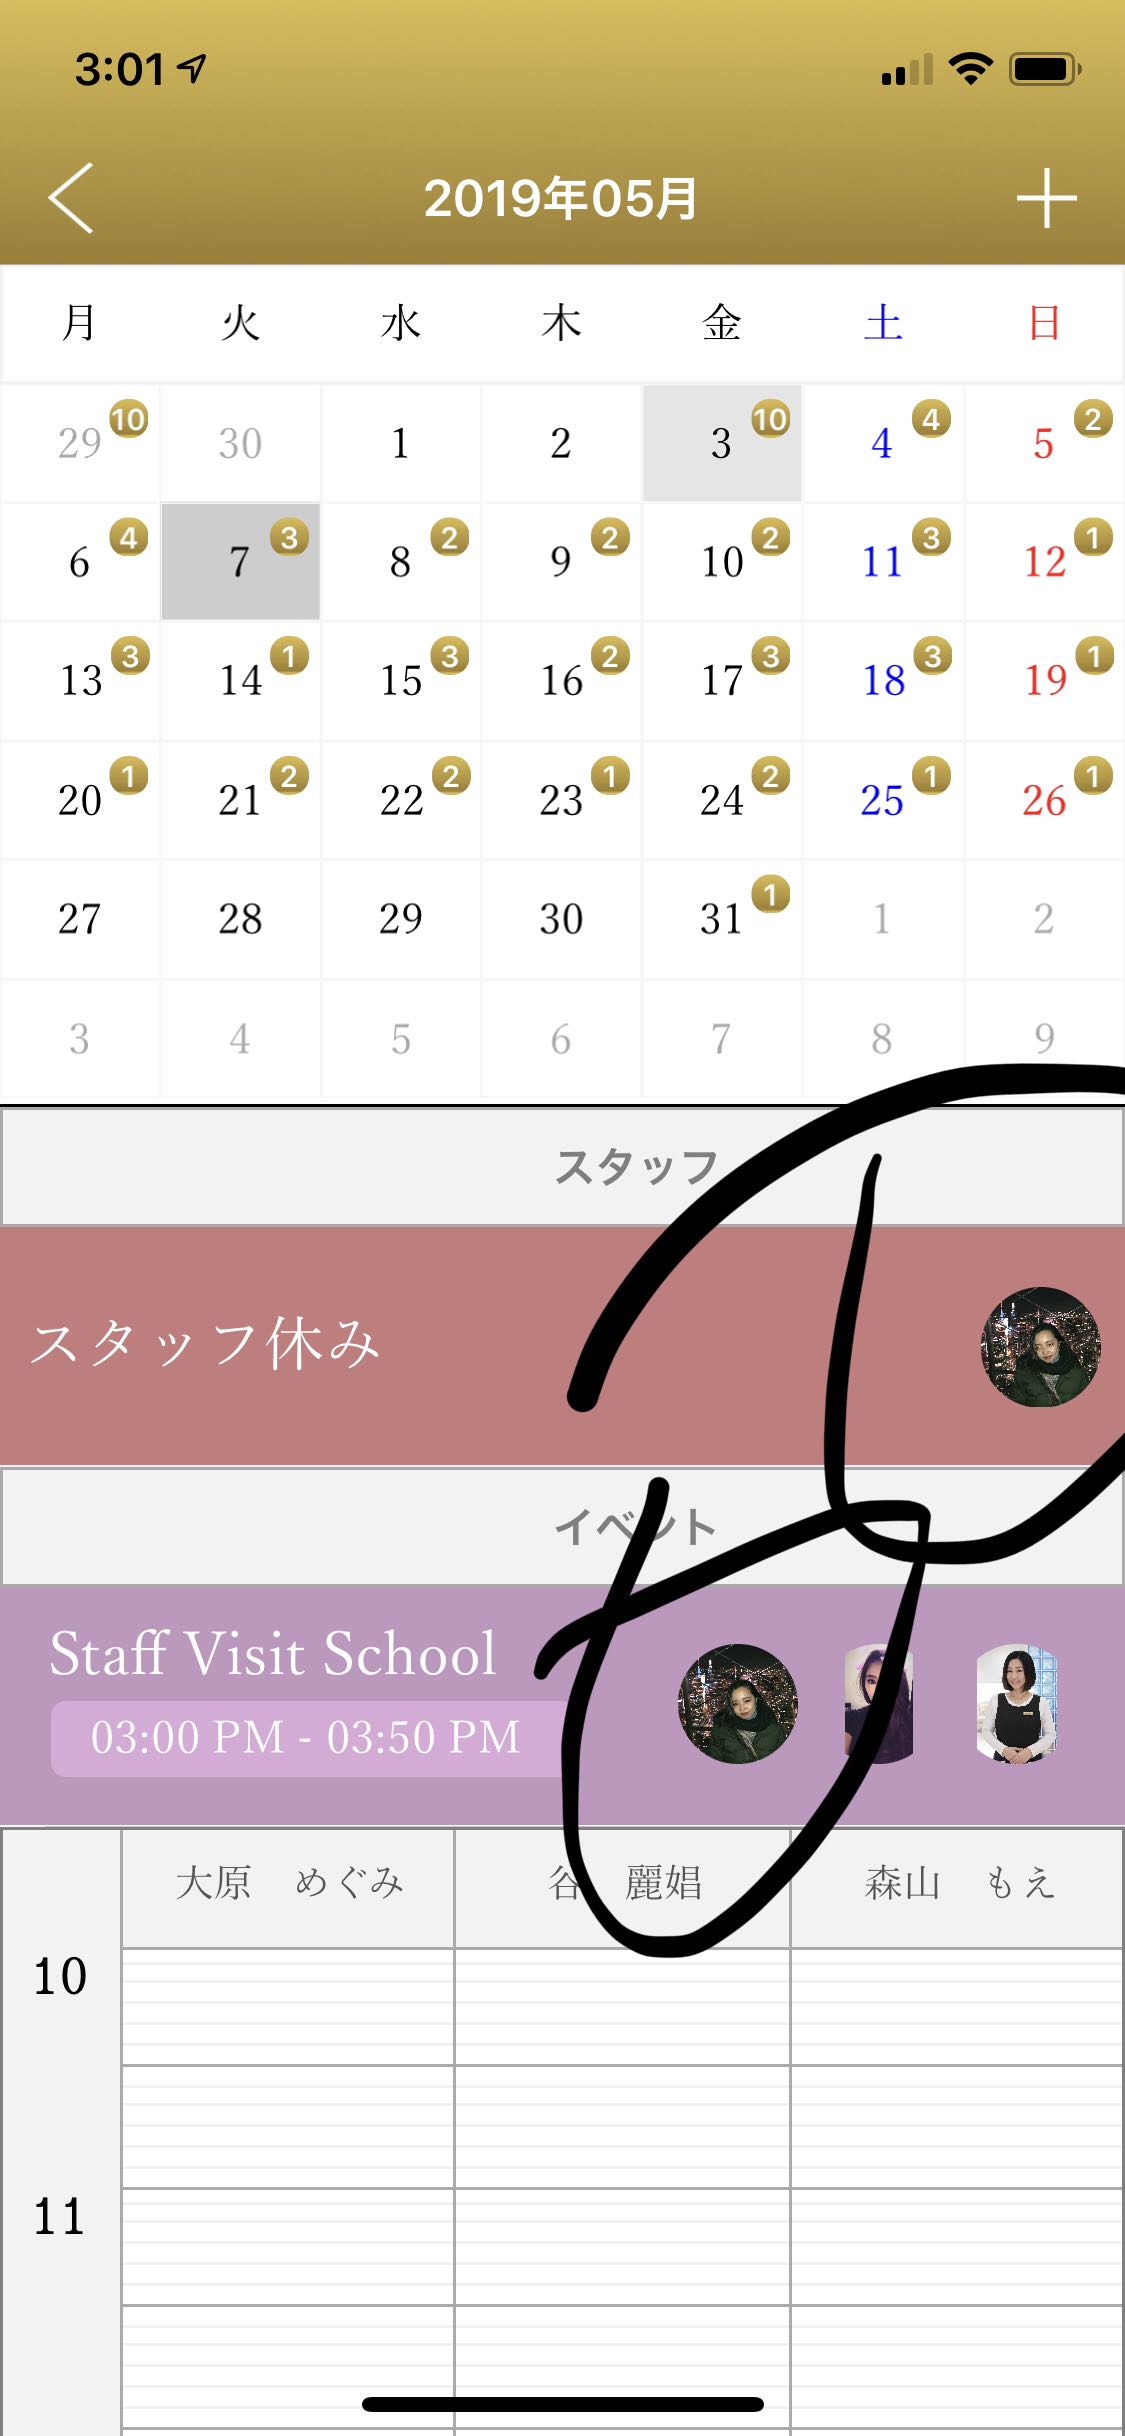 3:01
2019年05月
月 火 水 木 金 土 日
29 10 30 1 2 3 10 4 4 5 2
6 4 7 3 8 2 9 2 10 2 11 3 12 1
13 3 14 1 15 3 16 2 17 3 18 3 19 1
20 1 21 2 22 2 23 1 24 2 25 1 26 1
27 28 29 30 31 1 1 2
3 4 5 6 7 8 9
スタッフ
スタッフ休み
イベント
Staff Visit School
03:00 PM - 03:50 PM
大原 めぐみ 谷 麗娼 森山 もえ
10
11